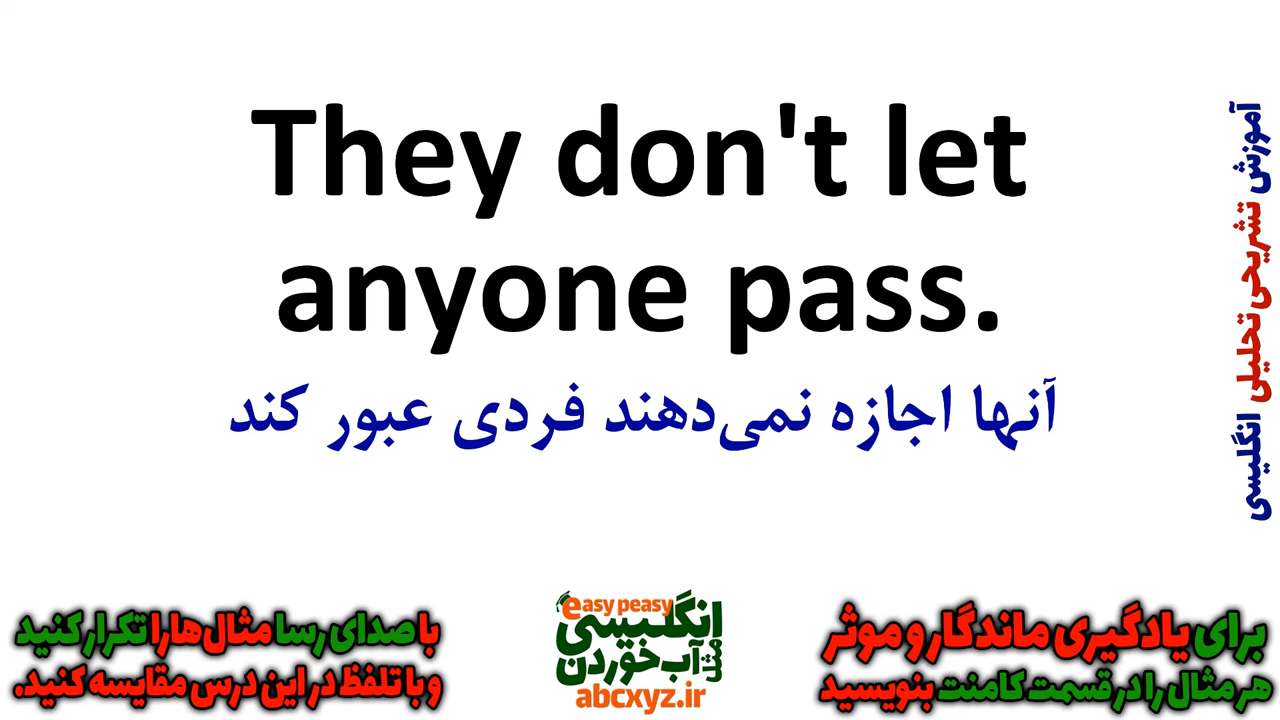 They don't let
anyone pass.
آنها اجازه نمی‌دهند فردی عبور کند
آموزش تشریحی تحلیلی انگلیسی
برای یادگیری ماندگار و موثر
هر مثال را در قسمت کامنت بنویسید
easy peasy
انگلیسی
مثل آب خوردن
abcxyz.ir
با صدای رسا مثال‌ها را تکرار کنید
و با تلفظ در این درس مقایسه کنید.